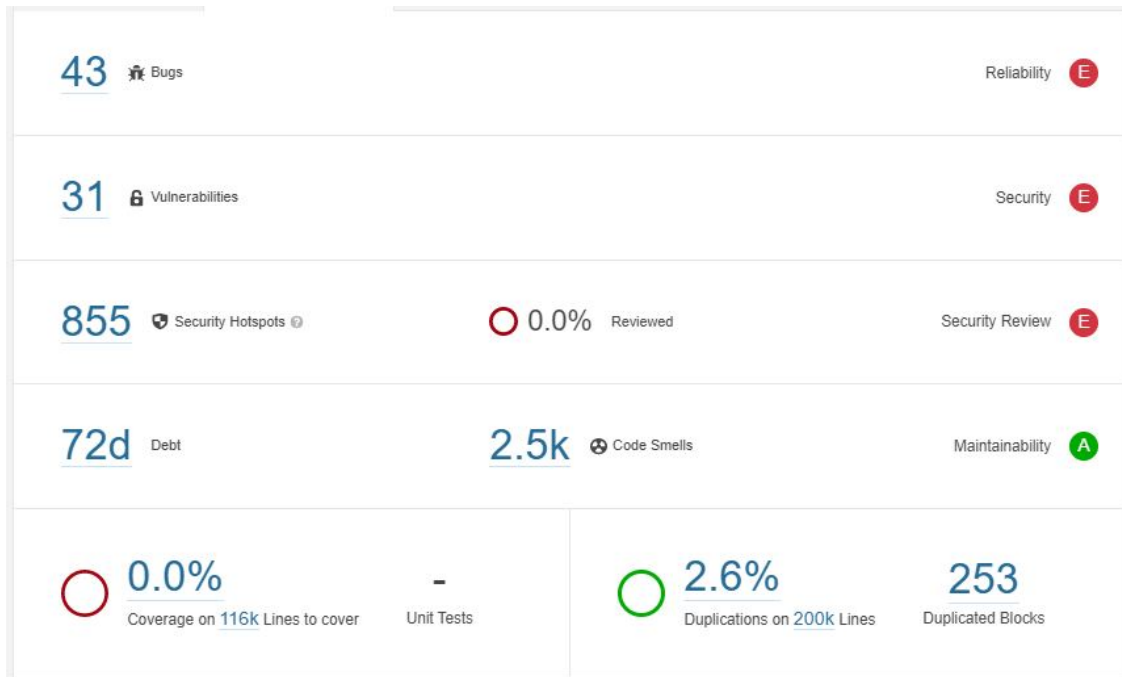 43 Bugs Reliability E
31 Vulnerabilities Security E
855 Security Hotspots ? 0.0% Reviewed Security Review E
72d Debt 2.5k Code Smells Maintainability A
0.0% - 2.6% 253
Coverage on 116k Lines to cover Unit Tests Duplications on 200k Lines Duplicated Blocks